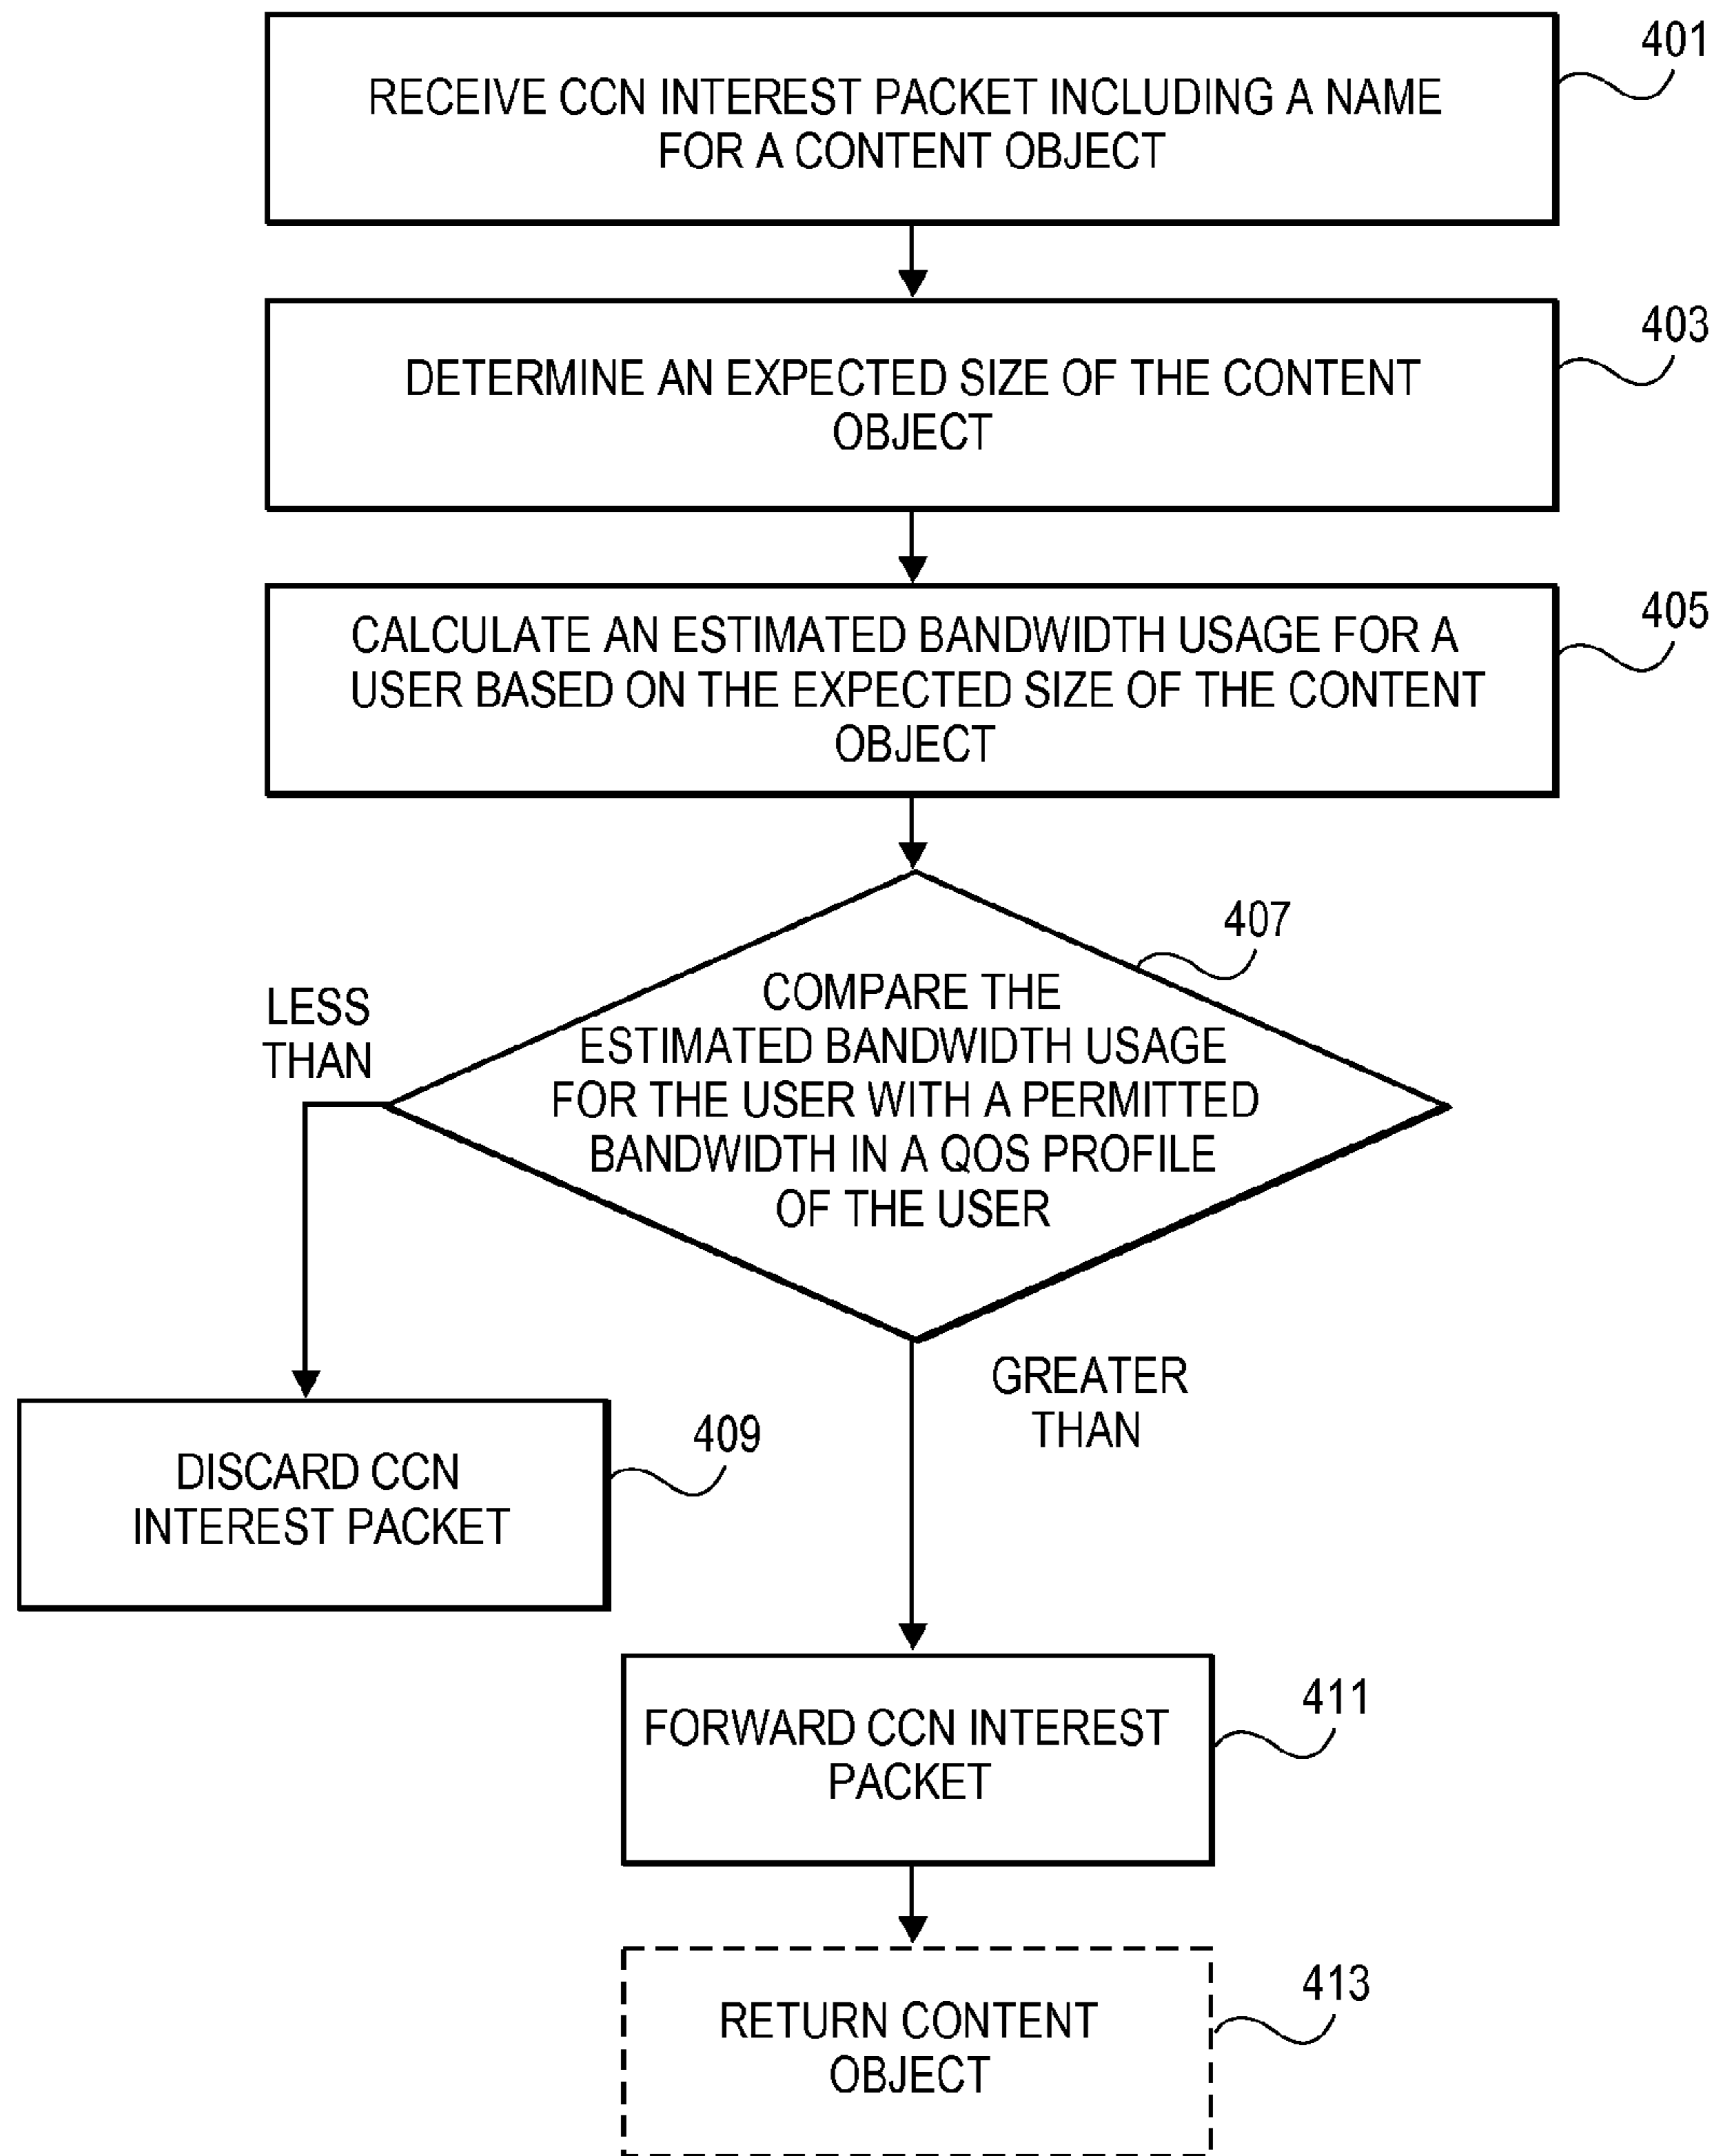 401
RECEIVE CCN INTEREST PACKET INCLUDING A NAME
FOR A CONTENT OBJECT
403
DETERMINE AN EXPECTED SIZE OF THE CONTENT
OBJECT
405
CALCULATE AN ESTIMATED BANDWIDTH USAGE FOR A
USER BASED ON THE EXPECTED SIZE OF THE CONTENT
OBJECT
407
COMPARE THE
ESTIMATED BANDWIDTH USAGE
FOR THE USER WITH A PERMITTED
BANDWIDTH IN A QOS PROFILE
OF THE USER
LESS
THAN
GREATER
THAN
409
DISCARD CCN
INTEREST PACKET
411
FORWARD CCN INTEREST
PACKET
413
RETURN CONTENT
OBJECT